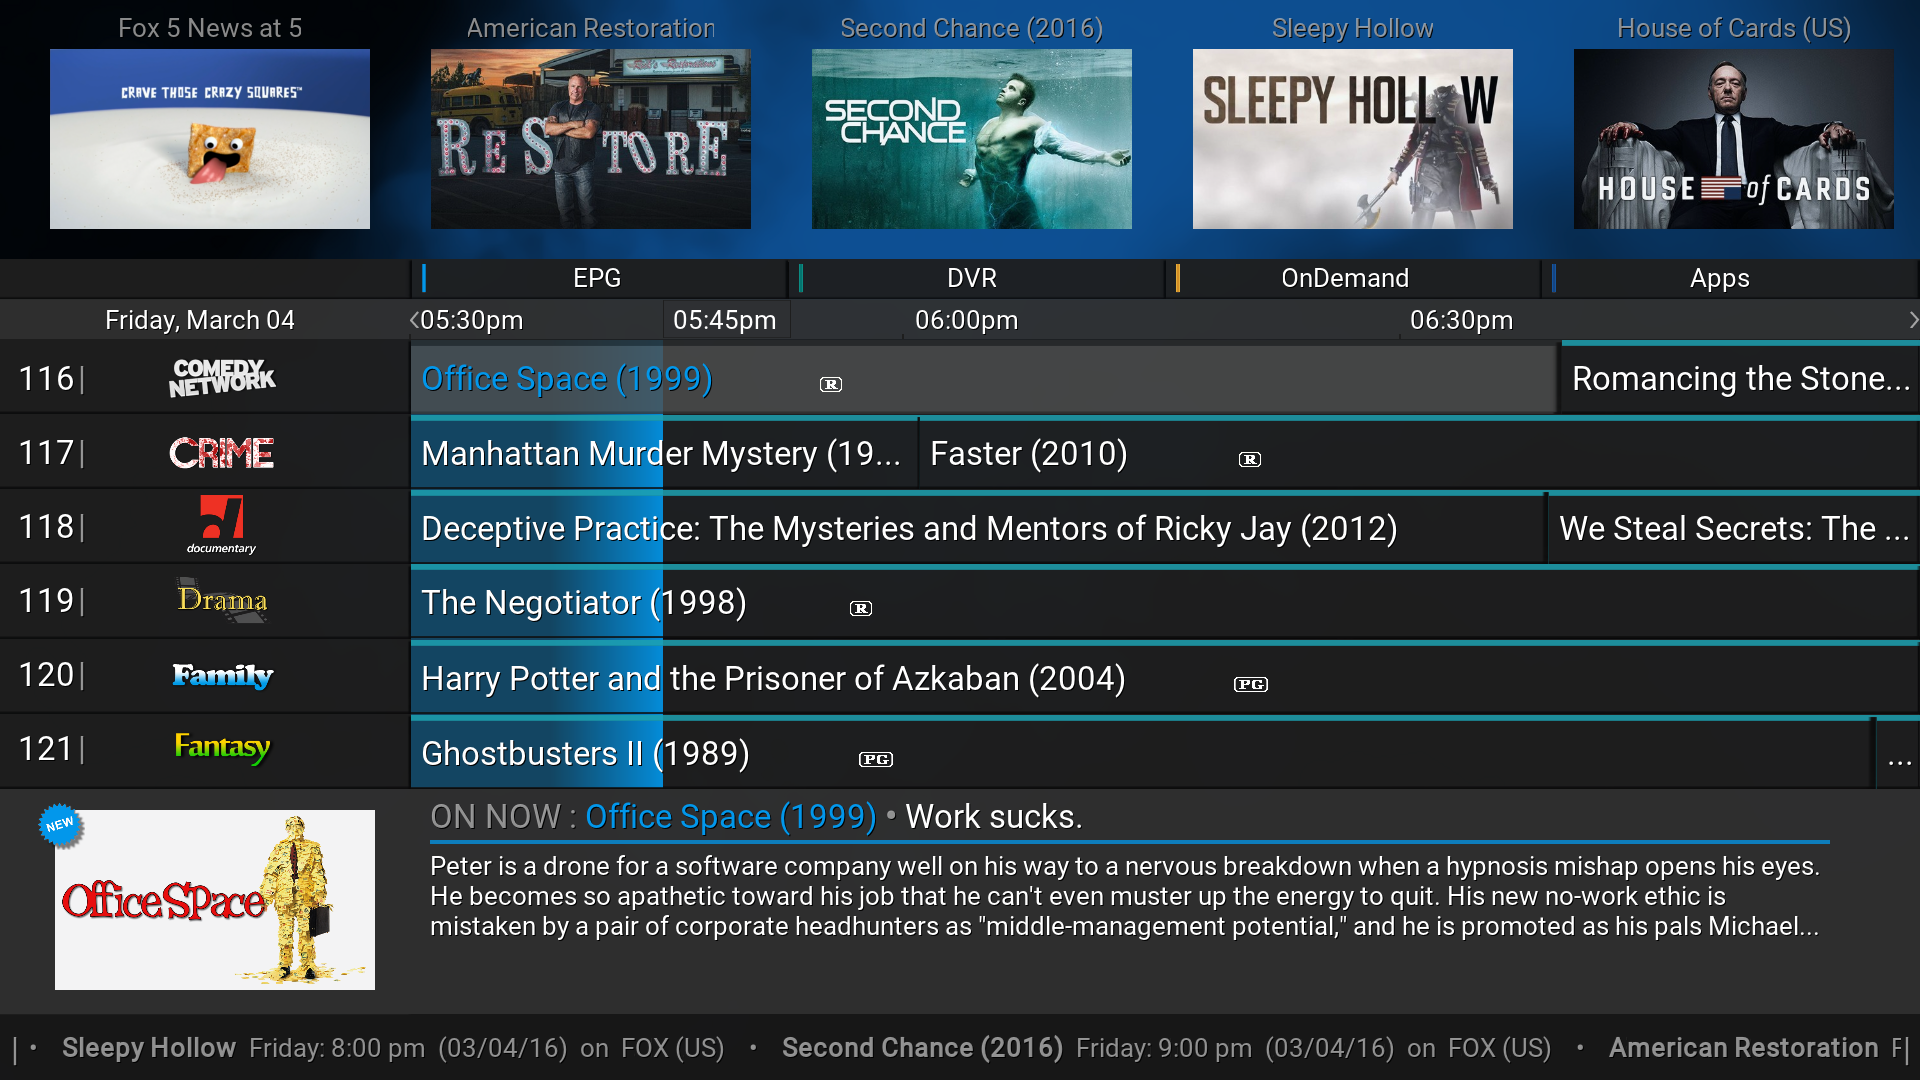 Fox 5 News at 5
American Restoration
Second Chance (2016)
Sleepy Hollow
House of Cards (US)
CRAVE THOSE CRAZY SQUARES™
RESTORE
SECOND CHANCE
SLEEPY HOLLOW
HOUSE of CARDS
EPG
DVR
OnDemand
Apps
Friday, March 04
05:30pm
05:45pm
06:00pm
06:30pm
116| COMEDY NETWORK
Office Space (1999) R
Romancing the Stone...
117| CRIME
Manhattan Murder Mystery (19...
Faster (2010) R
118| documentary
Deceptive Practice: The Mysteries and Mentors of Ricky Jay (2012)
We Steal Secrets: The ...
119| Drama
The Negotiator (1998) R
120| Family
Harry Potter and the Prisoner of Azkaban (2004) PG
121| Fantasy
Ghostbusters II (1989) PG
...
NEW
Office Space
ON NOW : Office Space (1999) • Work sucks.
Peter is a drone for a software company well on his way to a nervous breakdown when a hypnosis mishap opens his eyes.
He becomes so apathetic toward his job that he can't even muster up the energy to quit. His new no-work ethic is
mistaken by a pair of corporate headhunters as "middle-management potential," and he is promoted as his pals Michael...
| • Sleepy Hollow Friday: 8:00 pm (03/04/16) on FOX (US) • Second Chance (2016) Friday: 9:00 pm (03/04/16) on FOX (US) • American Restoration F|